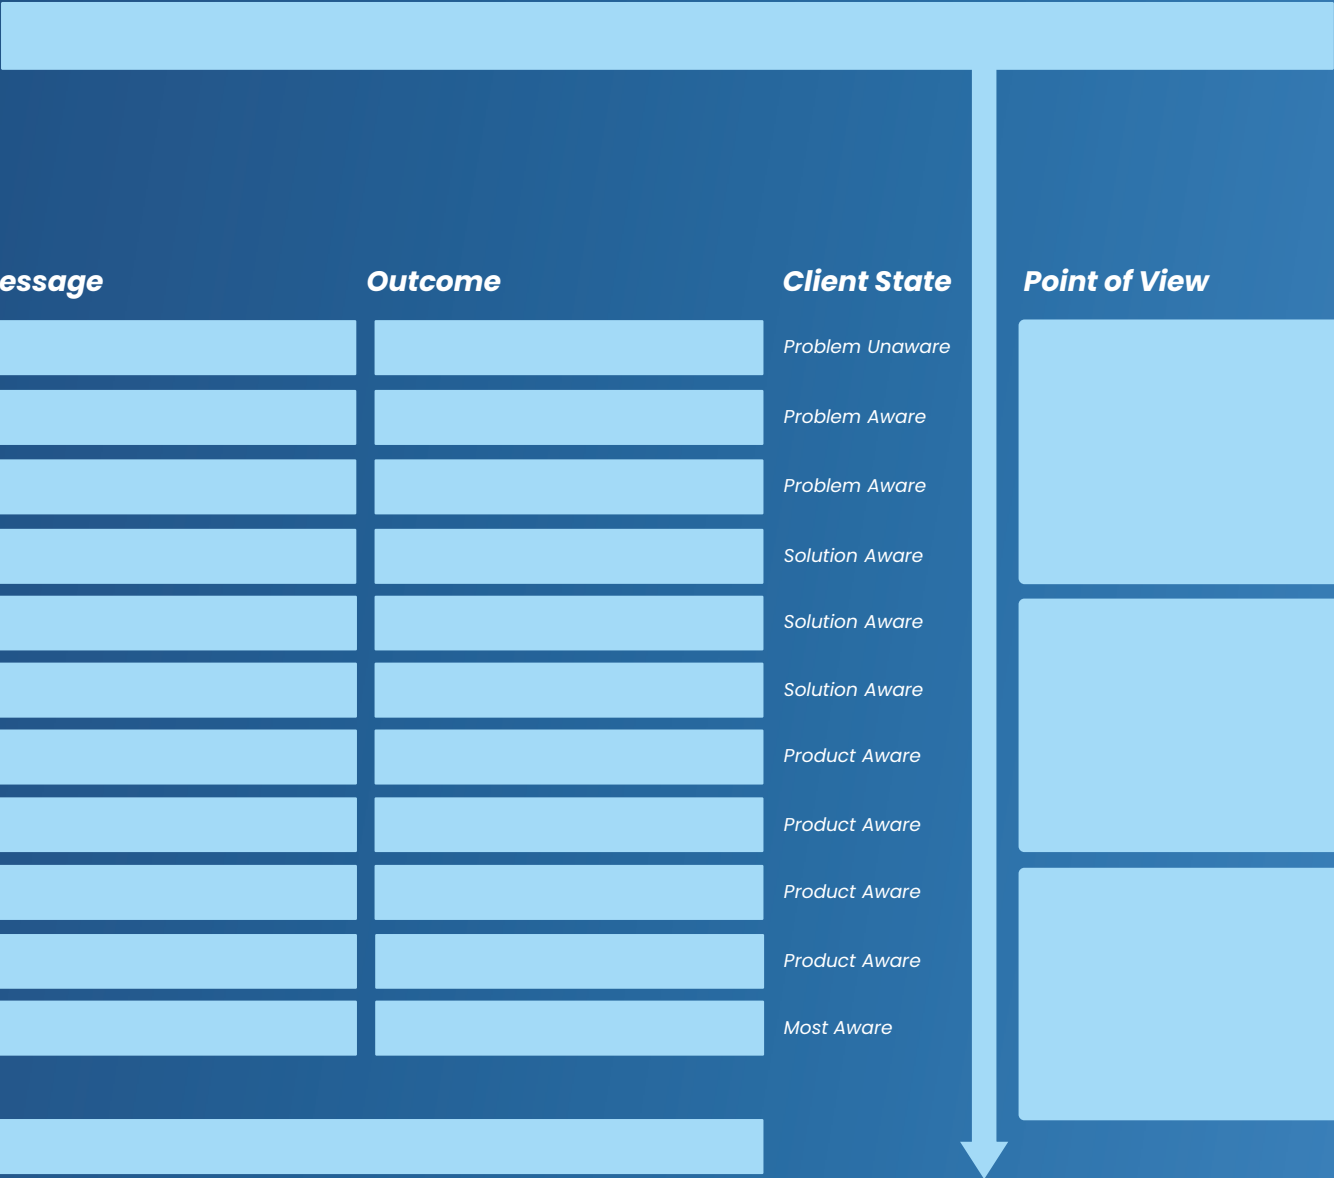 essage
Outcome
Client State
Point of View
Problem Unaware
Problem Aware
Problem Aware
Solution Aware
Solution Aware
Solution Aware
Product Aware
Product Aware
Product Aware
Product Aware
Most Aware